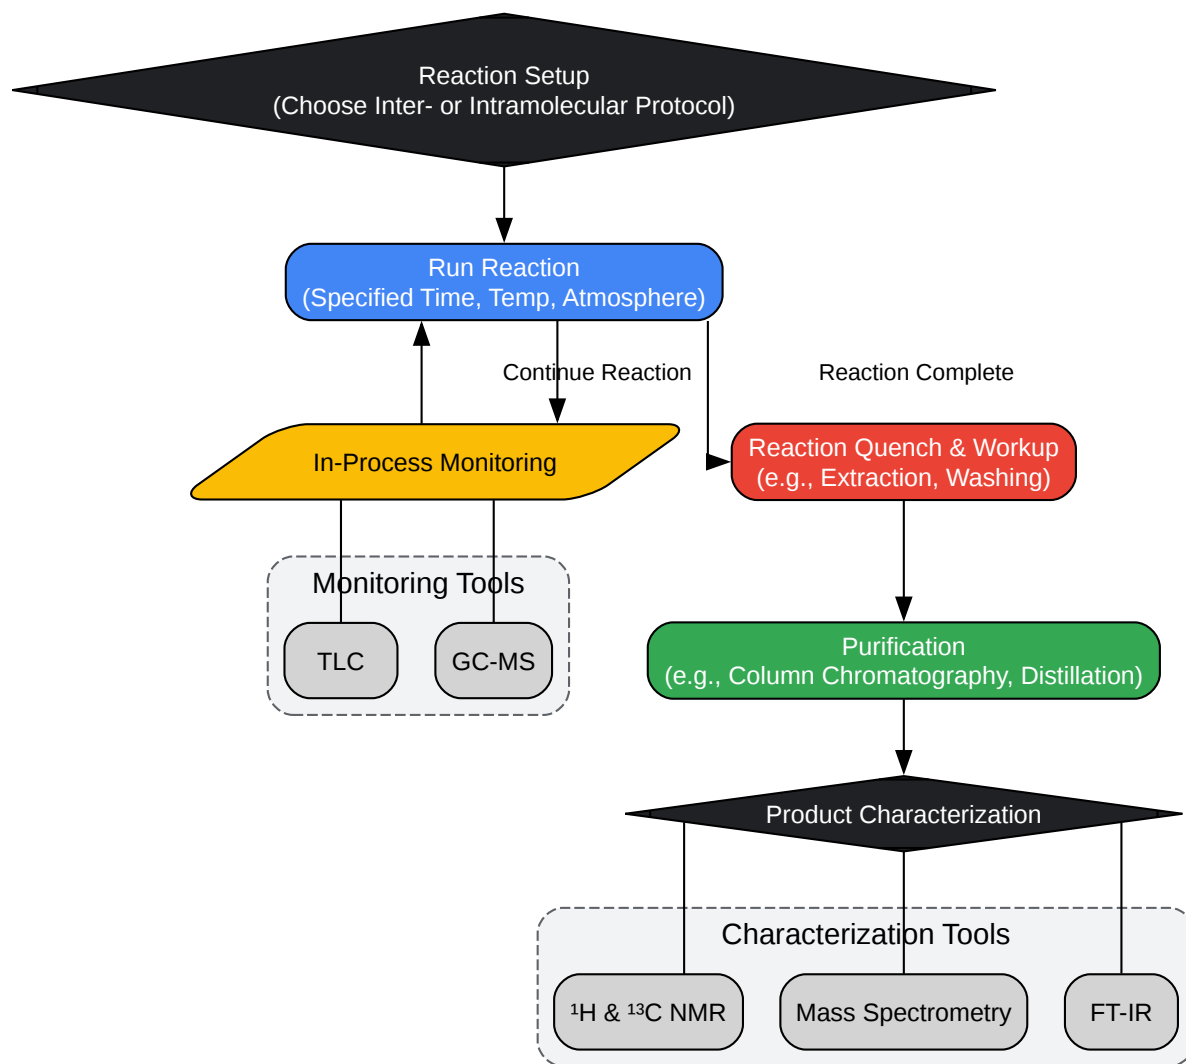 Reaction Setup
(Choose Inter- or Intramolecular Protocol)
Run Reaction
(Specified Time, Temp, Atmosphere)
Continue Reaction
Reaction Complete
In-Process Monitoring
Reaction Quench & Workup
(e.g., Extraction, Washing)
Monitoring Tools
TLC
GC-MS
Purification
(e.g., Column Chromatography, Distillation)
Product Characterization
Characterization Tools
¹H & ¹³C NMR
Mass Spectrometry
FT-IR